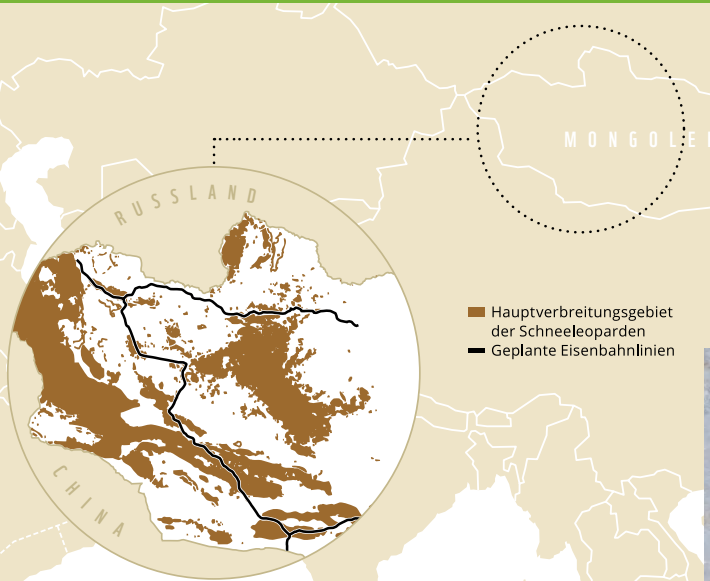 MONGOLEI
RUSSLAND
Hauptverbreitungsgebiet
der Schneeleoparden
Geplante Eisenbahnlinien
CHINA